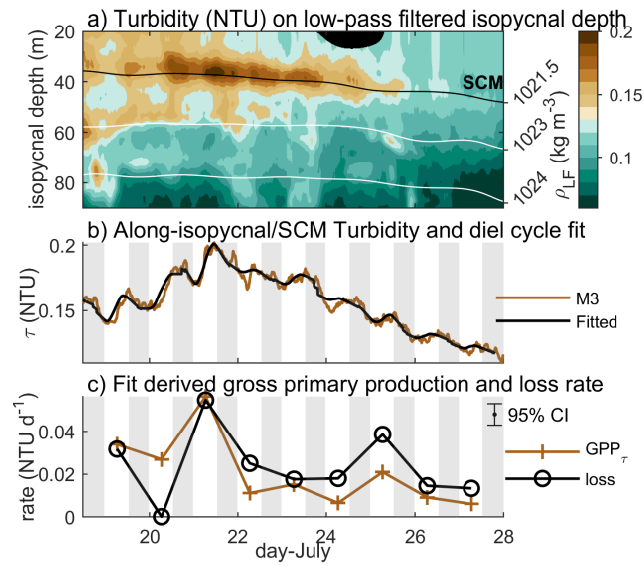 a) Turbidity (NTU) on low-pass filtered isopycnal depth
isopycnal depth (m)
20
40
60
80
SCM
1021.5
1023
1024
ρLF (kg m⁻³)
0.2
0.15
0.1
b) Along-isopycnal/SCM Turbidity and diel cycle fit
τ (NTU)
0.2
0.15
M3
Fitted
c) Fit derived gross primary production and loss rate
rate (NTU d⁻¹)
0.04
0.02
0
95% CI
GPPτ
loss
20
22
24
26
28
day-July